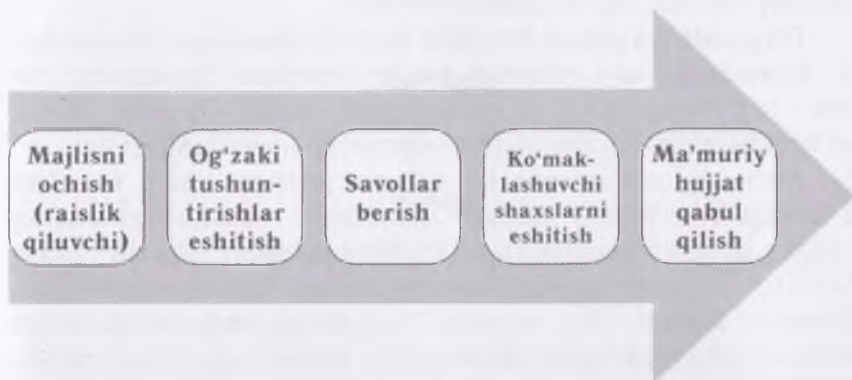 Majlisni
ochish
(raislik
qiluvchi)
Og‘zaki
tushun-
tirishlar
eshitish
Savollar
berish
Ko‘mak-
lashuvchi
shaxslarni
eshitish
Ma’muriy
hujjat
qabul
qilish